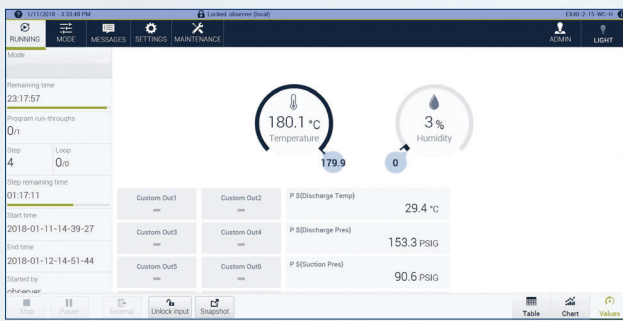 1/11/2018 - 3:33:48 PM Locked: observer (local) EX40-2-15-WC-H
RUNNING MODE MESSAGES SETTINGS MAINTENANCE ADMIN LIGHT
Mode
Remaining time
23:17:57
Program run-throughs
0/1
Step Loop
4 0/0
Step remaining time
01:17:11
Start time
2018-01-11-14-39-27
End time
2018-01-12-14-51-44
Started by
observer
180.1 °C
Temperature
179.9
3 %
Humidity
0
Custom Out1 Custom Out2 P ${Discharge Temp}
29.4 °C
Custom Out3 Custom Out4 P ${Discharge Pres}
153.3 PSIG
Custom Out5 Custom Out6 P ${Suction Pres}
90.6 PSIG
Stop Pause External Unlock input Snapshot Table Chart Values